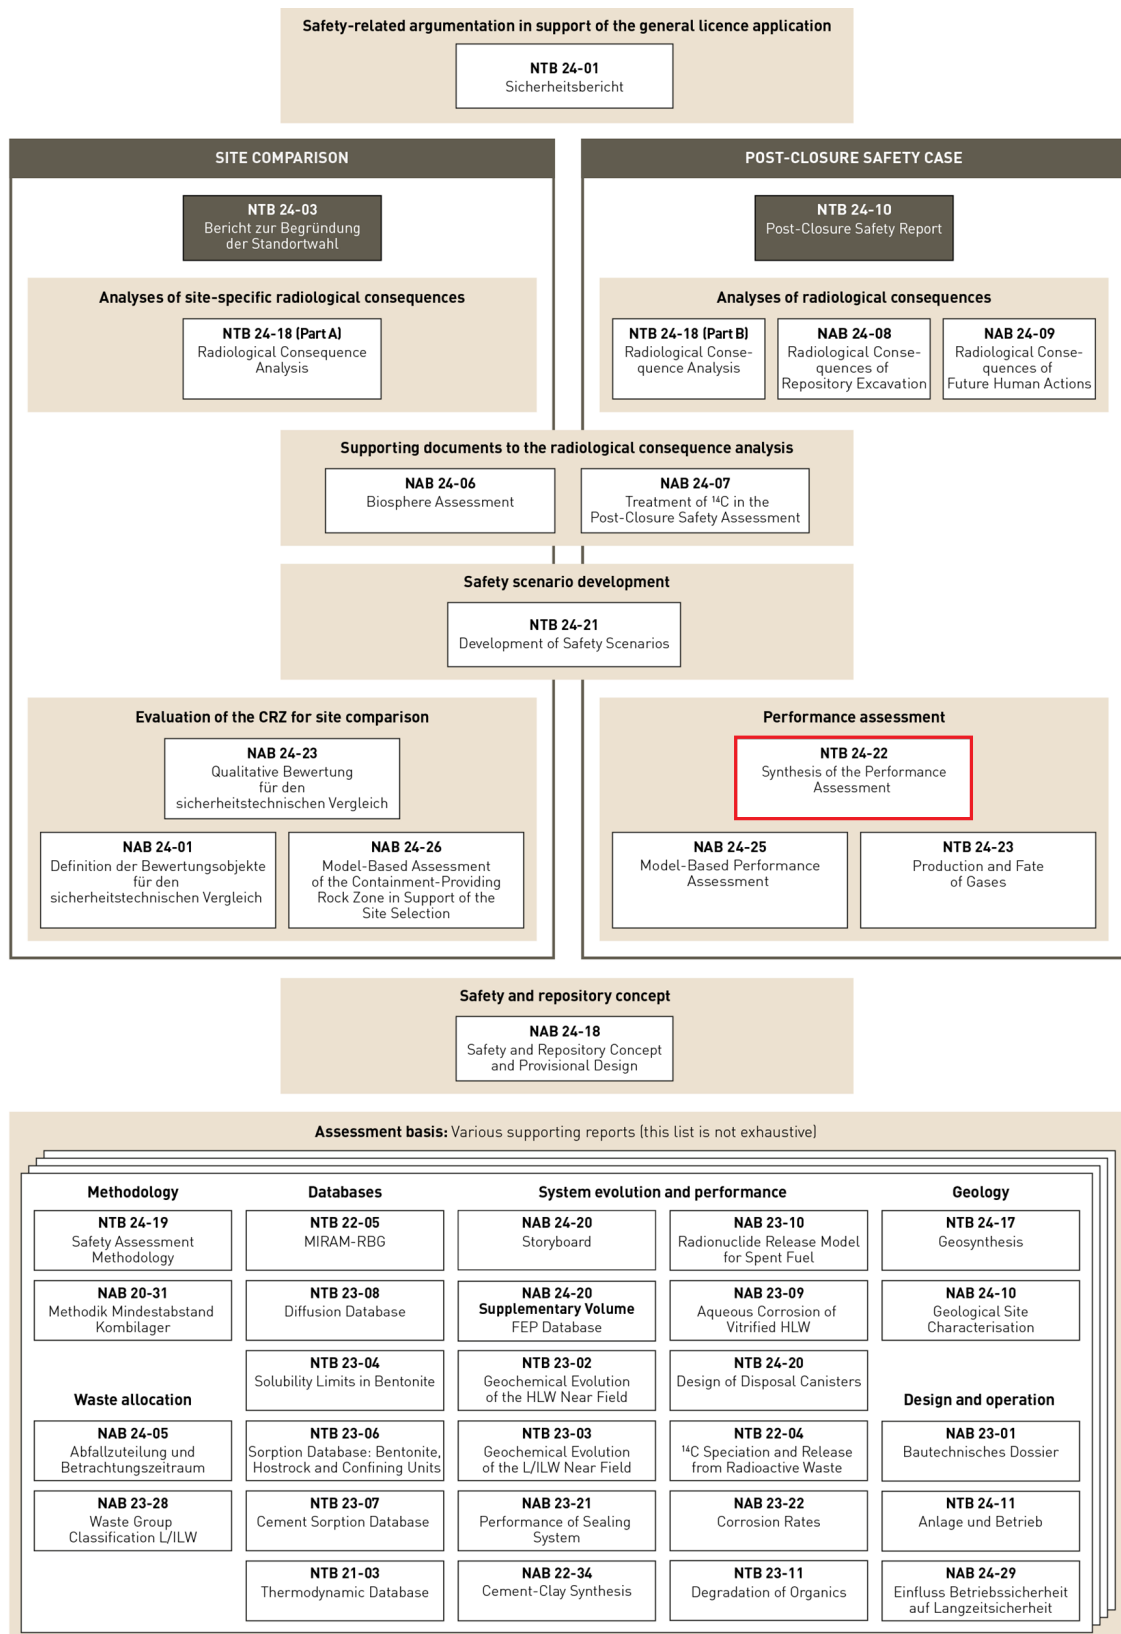 Safety-related argumentation in support of the general licence application
NTB 24-01
Sicherheitsbericht
SITE COMPARISON
NTB 24-03
Bericht zur Begründung
der Standortwahl
Analyses of site-specific radiological consequences
NTB 24-18 (Part A)
Radiological Consequence
Analysis
POST-CLOSURE SAFETY CASE
NTB 24-10
Post-Closure Safety Report
Analyses of radiological consequences
NTB 24-18 (Part B)
Radiological Conse-
quence Analysis
NAB 24-08
Radiological Conse-
quences of
Repository Excavation
NAB 24-09
Radiological Conse-
quences of
Future Human Actions
Supporting documents to the radiological consequence analysis
NAB 24-06
Biosphere Assessment
NAB 24-07
Treatment of ¹⁴C in the
Post-Closure Safety Assessment
Safety scenario development
NTB 24-21
Development of Safety Scenarios
Evaluation of the CRZ for site comparison
NAB 24-23
Qualitative Bewertung
für den
sicherheitstechnischen Vergleich
NAB 24-01
Definition der Bewertungsobjekte
für den
sicherheitstechnischen Vergleich
NAB 24-26
Model-Based Assessment
of the Containment-Providing
Rock Zone in Support of the
Site Selection
Performance assessment
NTB 24-22
Synthesis of the Performance
Assessment
NAB 24-25
Model-Based Performance
Assessment
NTB 24-23
Production and Fate
of Gases
Safety and repository concept
NAB 24-18
Safety and Repository Concept
and Provisional Design
Assessment basis: Various supporting reports (this list is not exhaustive)
Methodology
NTB 24-19
Safety Assessment
Methodology
NAB 20-31
Methodik Mindestabstand
Kombilager
Waste allocation
NAB 24-05
Abfallzuteilung und
Betrachtungszeitraum
NAB 23-28
Waste Group
Classification L/ILW
Databases
NTB 22-05
MIRAM-RBG
NTB 23-08
Diffusion Database
NTB 23-04
Solubility Limits in Bentonite
NTB 23-06
Sorption Database: Bentonite,
Hostrock and Confining Units
NTB 23-07
Cement Sorption Database
NTB 21-03
Thermodynamic Database
System evolution and performance
NAB 24-20
Storyboard
NAB 24-20
Supplementary Volume
FEP Database
NTB 23-02
Geochemical Evolution
of the HLW Near Field
NTB 23-03
Geochemical Evolution
of the L/ILW Near Field
NAB 23-21
Performance of Sealing
System
NAB 22-34
Cement-Clay Synthesis
NAB 23-10
Radionuclide Release Model
for Spent Fuel
NAB 23-09
Aqueous Corrosion of
Vitrified HLW
NTB 24-20
Design of Disposal Canisters
NTB 22-04
¹⁴C Speciation and Release
from Radioactive Waste
NAB 23-22
Corrosion Rates
NTB 23-11
Degradation of Organics
Geology
NTB 24-17
Geosynthesis
NAB 24-10
Geological Site
Characterisation
Design and operation
NAB 23-01
Bautechnisches Dossier
NTB 24-11
Anlage und Betrieb
NAB 24-29
Einfluss Betriebssicherheit
auf Langzeitsicherheit